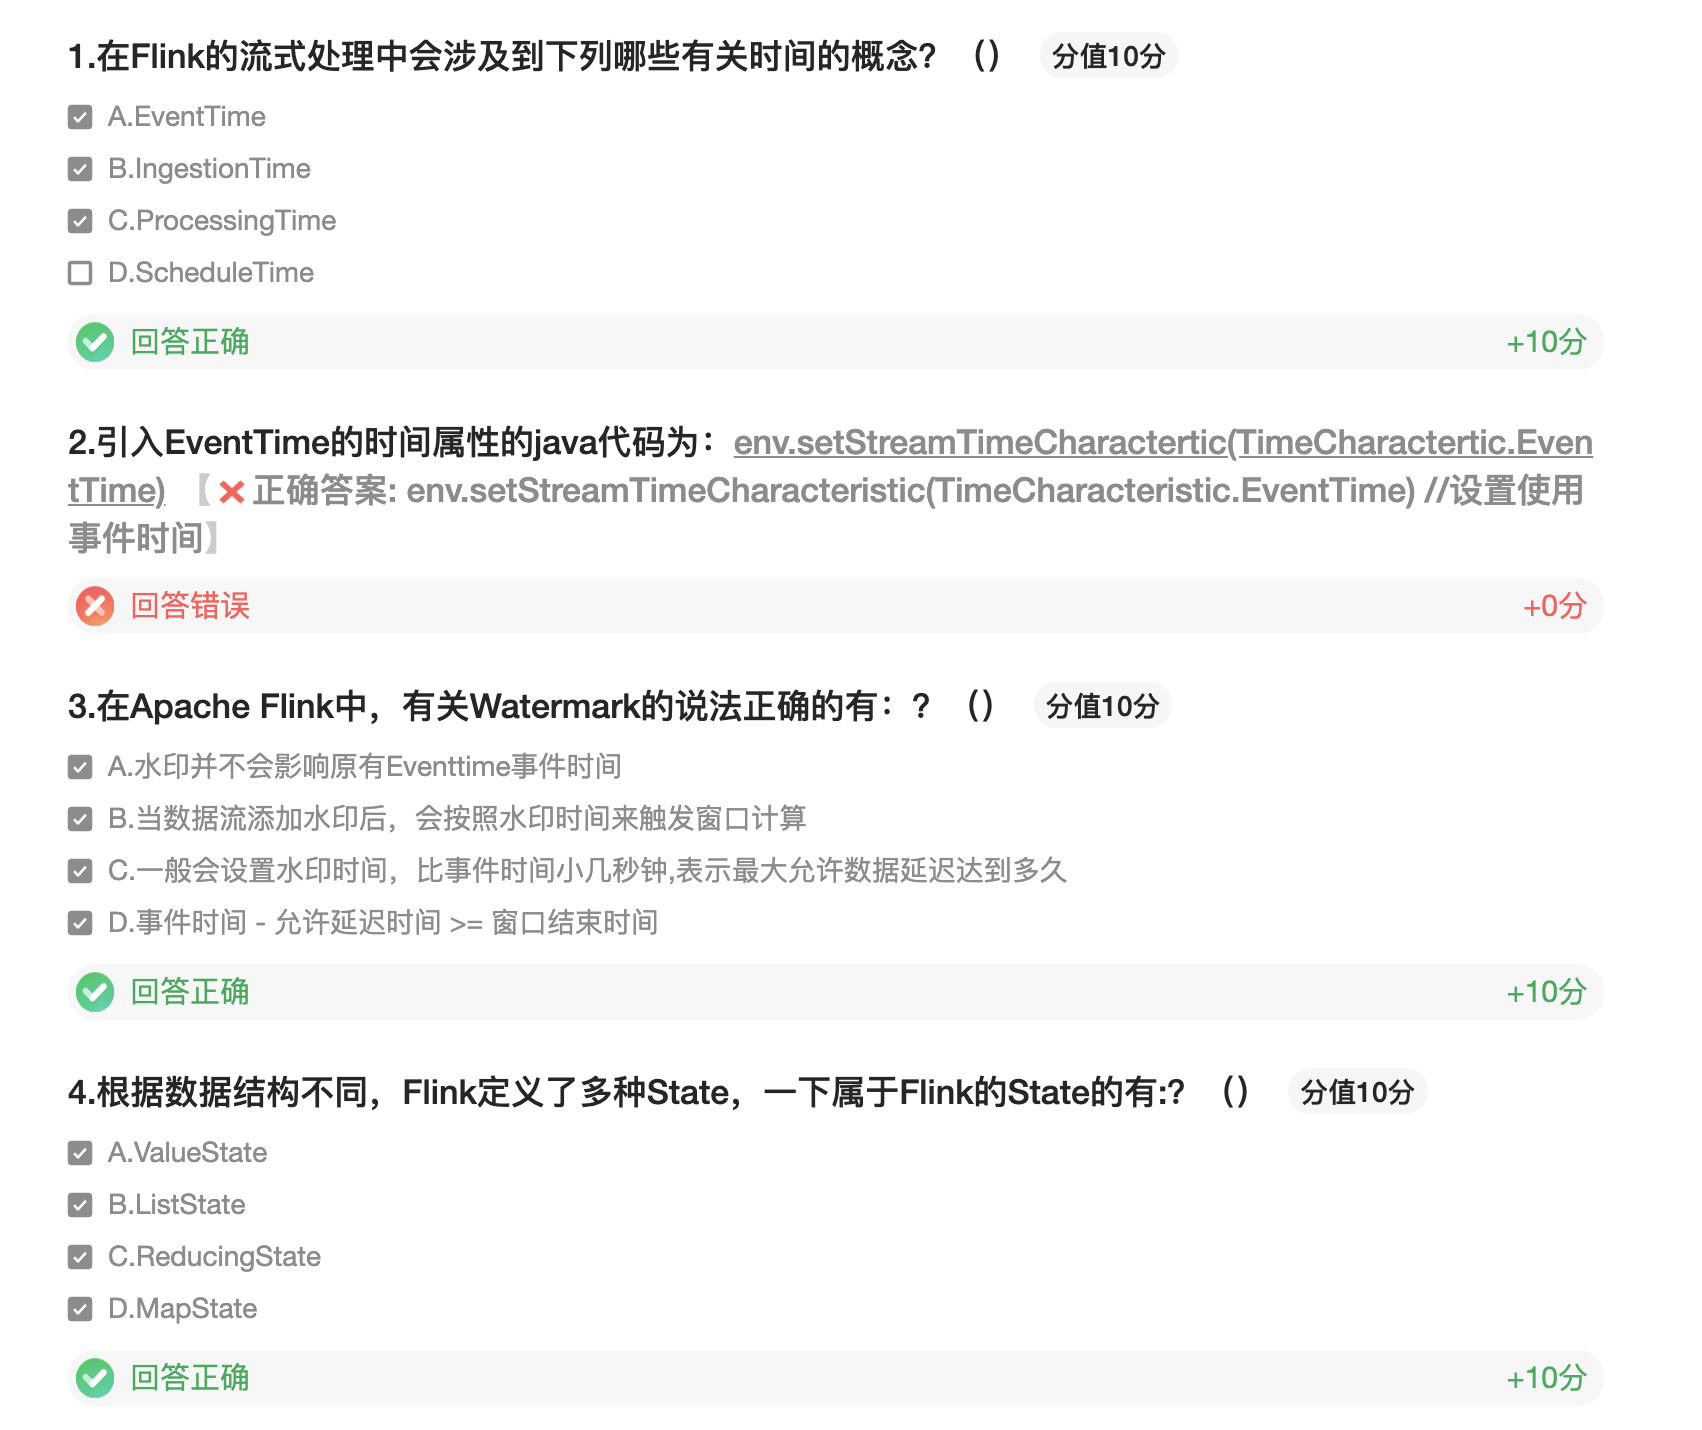 1.在Flink的流式处理中会涉及到下列哪些有关时间的概念？（） 分值10分
A.EventTime
B.IngestionTime
C.ProcessingTime
D.ScheduleTime
回答正确 +10分
2.引入EventTime的时间属性的java代码为：env.setStreamTimeCharactertic(TimeCharactertic.Even
tTime) 【❌正确答案: env.setStreamTimeCharacteristic(TimeCharacteristic.EventTime) //设置使用
事件时间】
回答错误 +0分
3.在Apache Flink中，有关Watermark的说法正确的有：？（） 分值10分
A.水印并不会影响原有Eventtime事件时间
B.当数据流添加水印后，会按照水印时间来触发窗口计算
C.一般会设置水印时间，比事件时间小几秒钟,表示最大允许数据延迟达到多久
D.事件时间 - 允许延迟时间 >= 窗口结束时间
回答正确 +10分
4.根据数据结构不同，Flink定义了多种State，一下属于Flink的State的有:？（） 分值10分
A.ValueState
B.ListState
C.ReducingState
D.MapState
回答正确 +10分